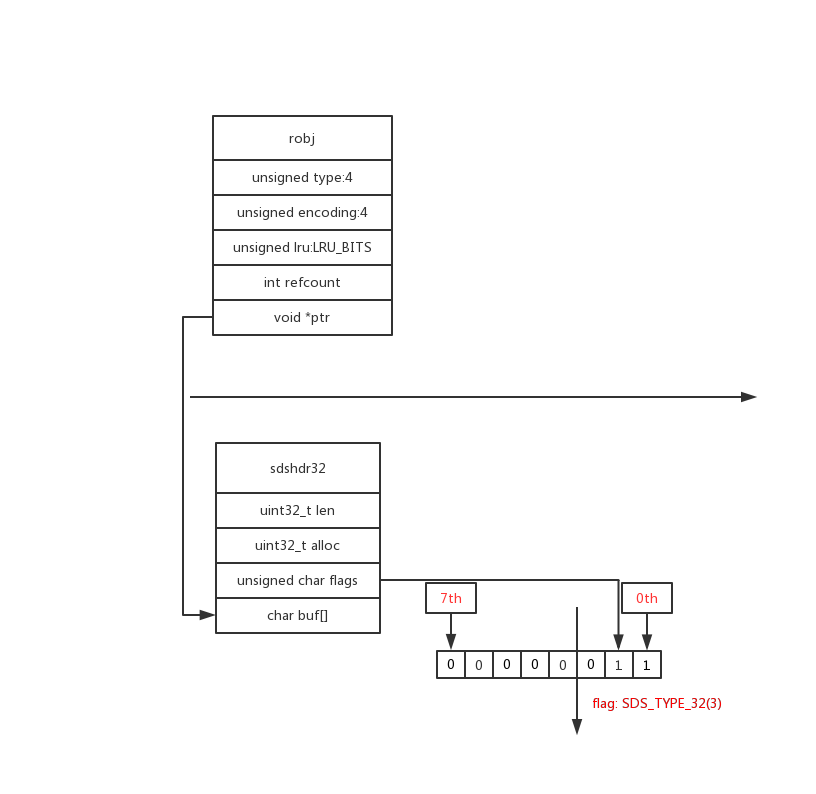 robj
unsigned type:4
unsigned encoding:4
unsigned lru:LRU_BITS
int refcount
void *ptr
sdshdr32
uint32_t len
uint32_t alloc
unsigned char flags
char buf[]
7th
0th
0 0 0 0 0 0 1 1
flag: SDS_TYPE_32(3)